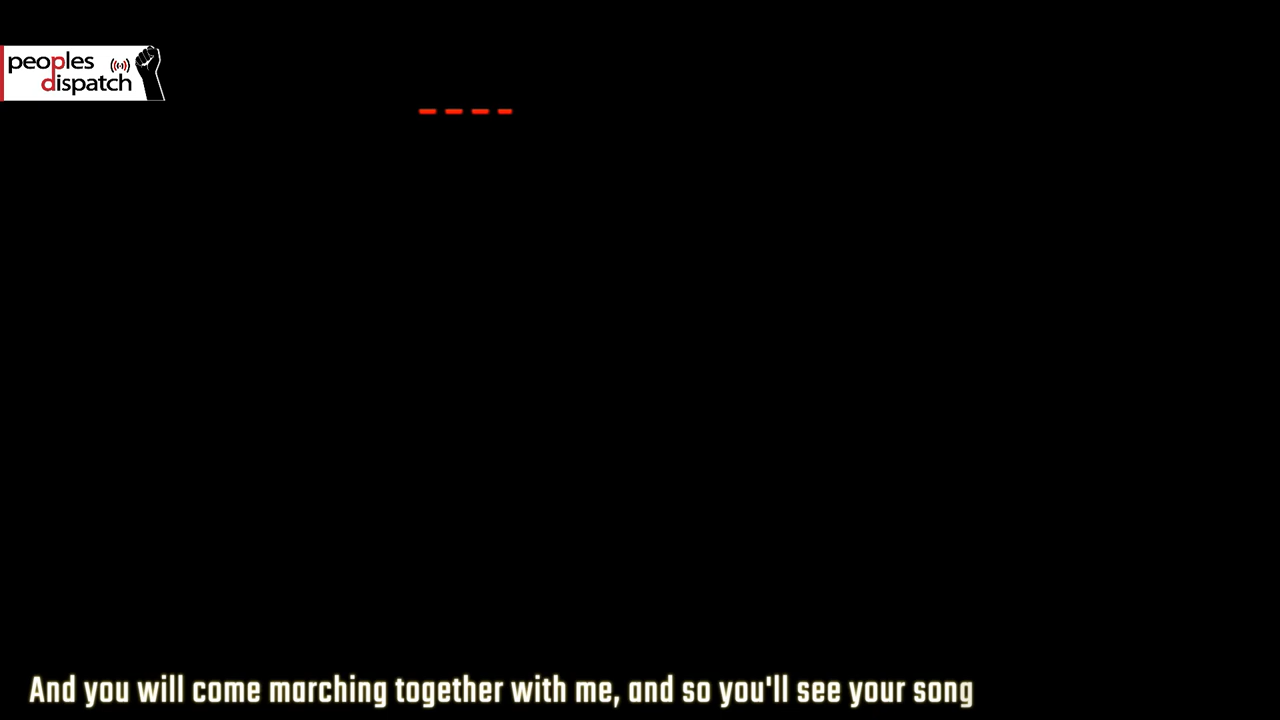 peoples
dispatch
And you will come marching together with me, and so you'll see your song